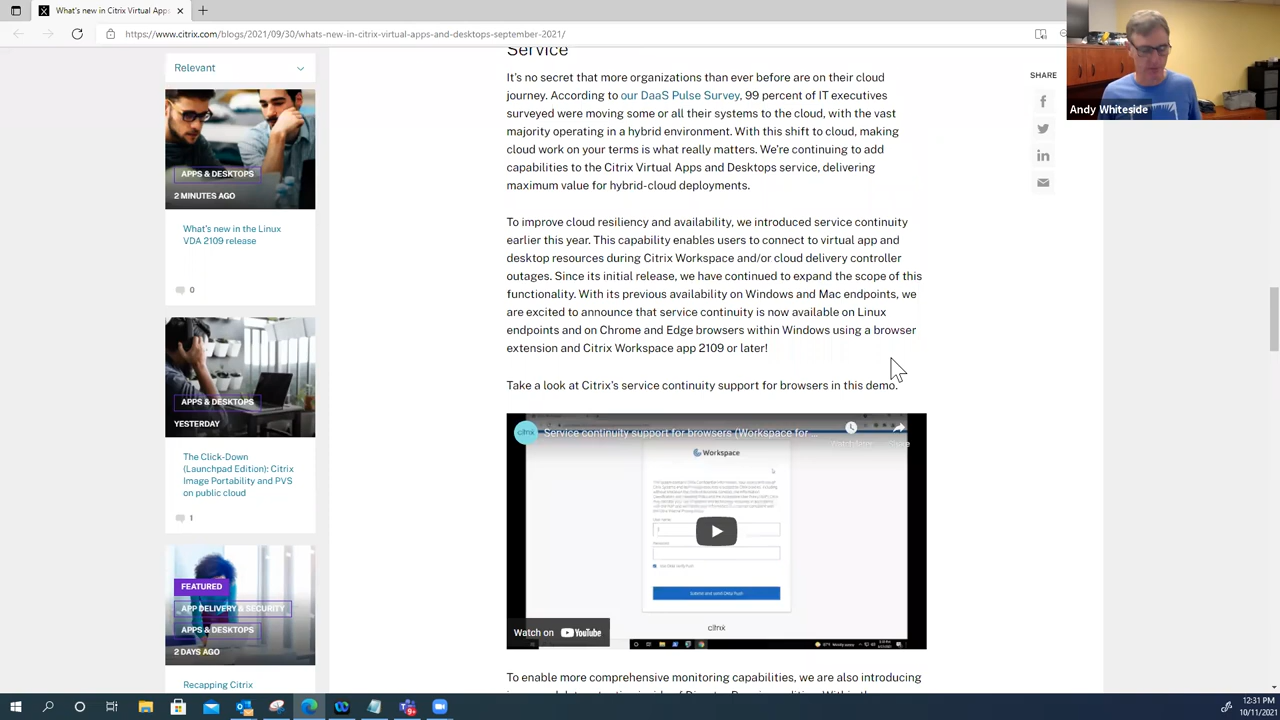 What's new in Citrix Virtual Apps
https://www.citrix.com/blogs/2021/09/30/whats-new-in-citrix-virtual-apps-and-desktops-september-2021/
Andy Whiteside
Relevant
APPS & DESKTOPS
2 MINUTES AGO
What's new in the Linux
VDA 2109 release
0
APPS & DESKTOPS
YESTERDAY
The Click-Down
(Launchpad Edition): Citrix
Image Portability and PVS
on public cloud
1
FEATURED
APP DELIVERY & SECURITY
APPS & DESKTOPS
2 DAYS AGO
Recapping Citrix
Service
It's no secret that more organizations than ever before are on their cloud
journey. According to our DaaS Pulse Survey, 99 percent of IT executives
surveyed were moving some or all their systems to the cloud, with the vast
majority operating in a hybrid environment. With this shift to cloud, making
cloud work on your terms is what really matters. We're continuing to add
capabilities to the Citrix Virtual Apps and Desktops service, delivering
maximum value for hybrid-cloud deployments.
To improve cloud resiliency and availability, we introduced service continuity
earlier this year. This capability enables users to connect to virtual app and
desktop resources during Citrix Workspace and/or cloud delivery controller
outages. Since its initial release, we have continued to expand the scope of this
functionality. With its previous availability on Windows and Mac endpoints, we
are excited to announce that service continuity is now available on Linux
endpoints and on Chrome and Edge browsers within Windows using a browser
extension and Citrix Workspace app 2109 or later!
Take a look at Citrix's service continuity support for browsers in this demo.
citrix
Service continuity support for browsers (Workspace for ...
Watch later
Share
Workspace
User name
Password
citrix
Watch on YouTube
To enable more comprehensive monitoring capabilities, we are also introducing
SHARE
12:31 PM
10/11/2021